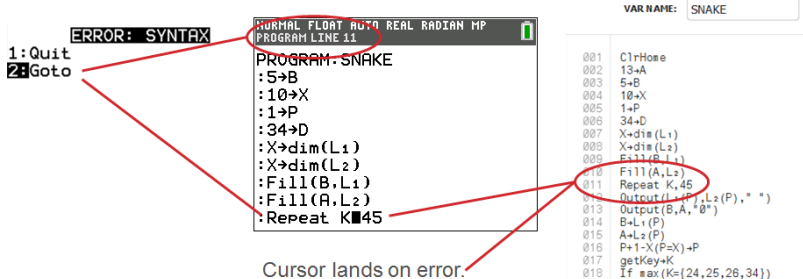 ERROR: SYNTAX
1:Quit
2:Goto
NORMAL FLOAT AUTO REAL RADIAN MP
PROGRAM LINE 11
PROGRAM:SNAKE
:5→B
:10→X
:1→P
:34→D
:X→dim(L₁)
:X→dim(L₂)
:Fill(B,L₁)
:Fill(A,L₂)
:Repeat K■45
Cursor lands on error.
VAR NAME: SNAKE
001 ClrHome
002 13→A
003 5→B
004 10→X
005 1→P
006 34→D
007 X→dim(L₁)
008 X→dim(L₂)
009 Fill(B,L₁)
010 Fill(A,L₂)
011 Repeat K,45
012 Output(L₁(P),L₂(P)," ")
013 Output(B,A,"0")
014 B→L₁(P)
015 A→L₂(P)
016 P+1-X(P=X)→P
017 getKey→K
018 If max(K={24,25,26,34})